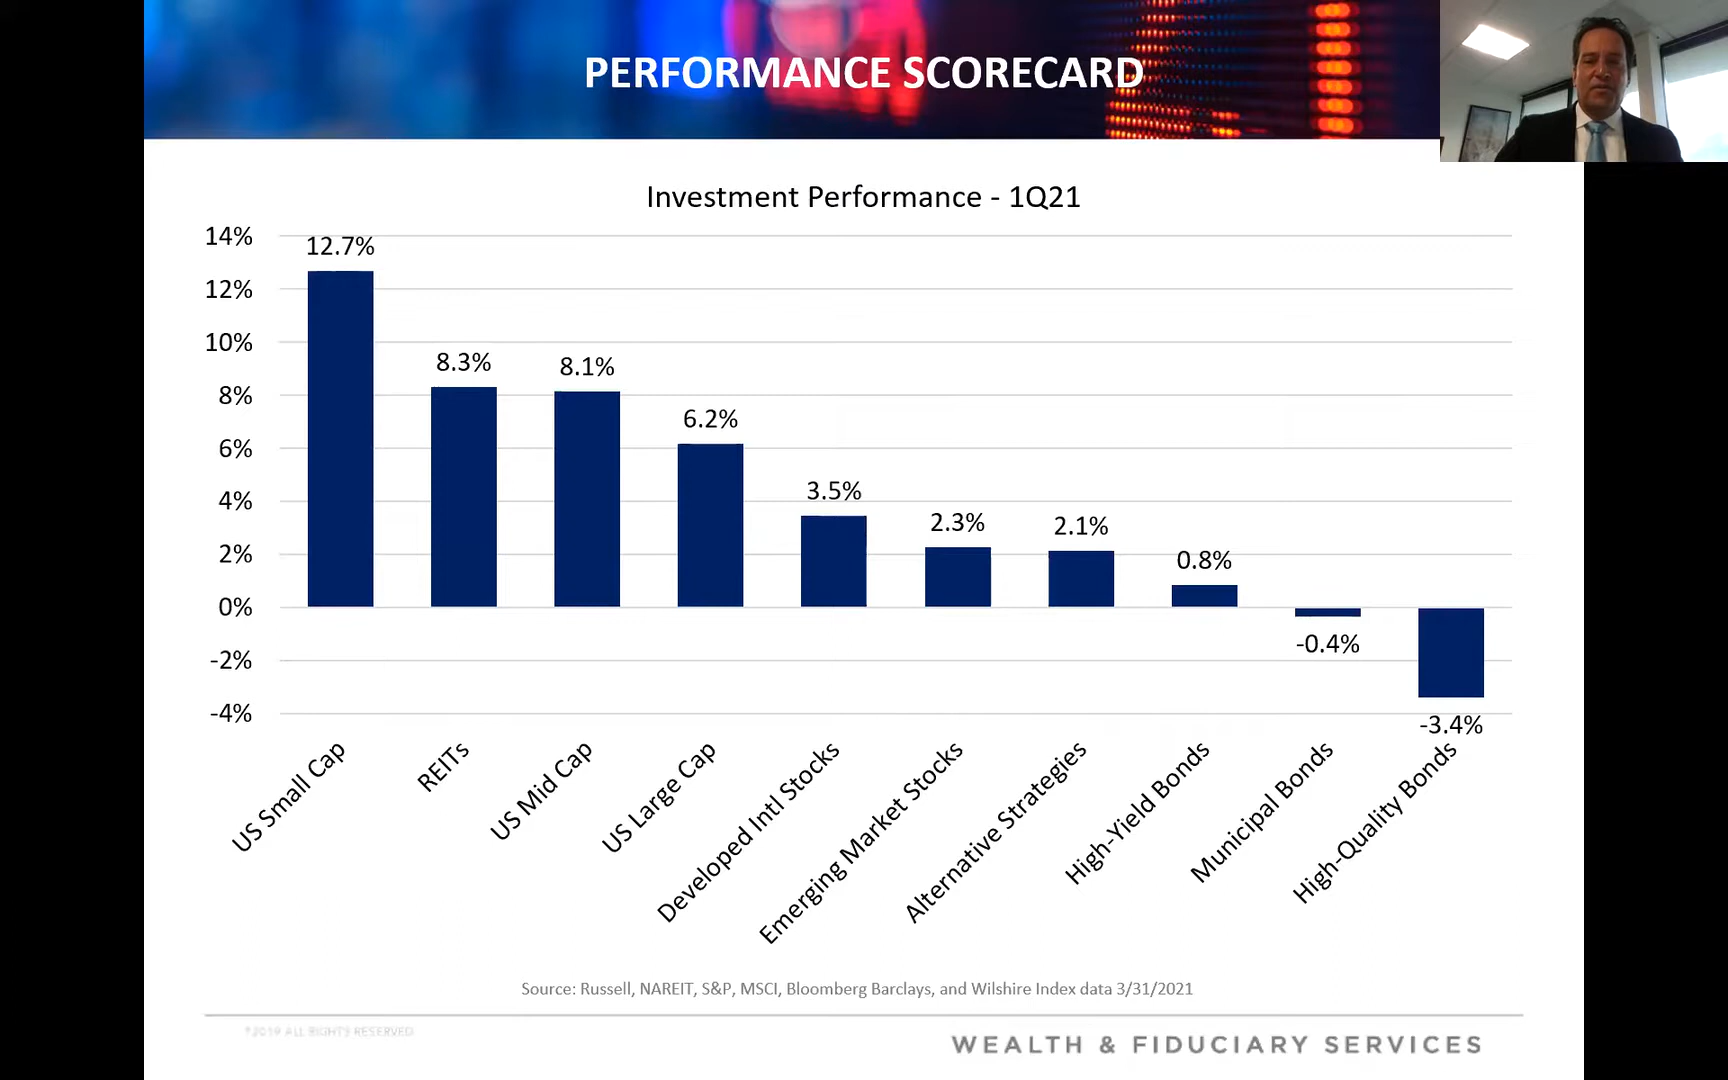 PERFORMANCE SCORECARD
Investment Performance - 1Q21
14%
12%
10%
8%
6%
4%
2%
0%
-2%
-4%
12.7%
8.3%
8.1%
6.2%
3.5%
2.3%
2.1%
0.8%
-0.4%
-3.4%
US Small Cap
REITs
US Mid Cap
US Large Cap
Developed Intl Stocks
Emerging Market Stocks
Alternative Strategies
High-Yield Bonds
Municipal Bonds
High-Quality Bonds
Source: Russell, NAREIT, S&P, MSCI, Bloomberg Barclays, and Wilshire Index data 3/31/2021
©2019 ALL RIGHTS RESERVED
WEALTH & FIDUCIARY SERVICES